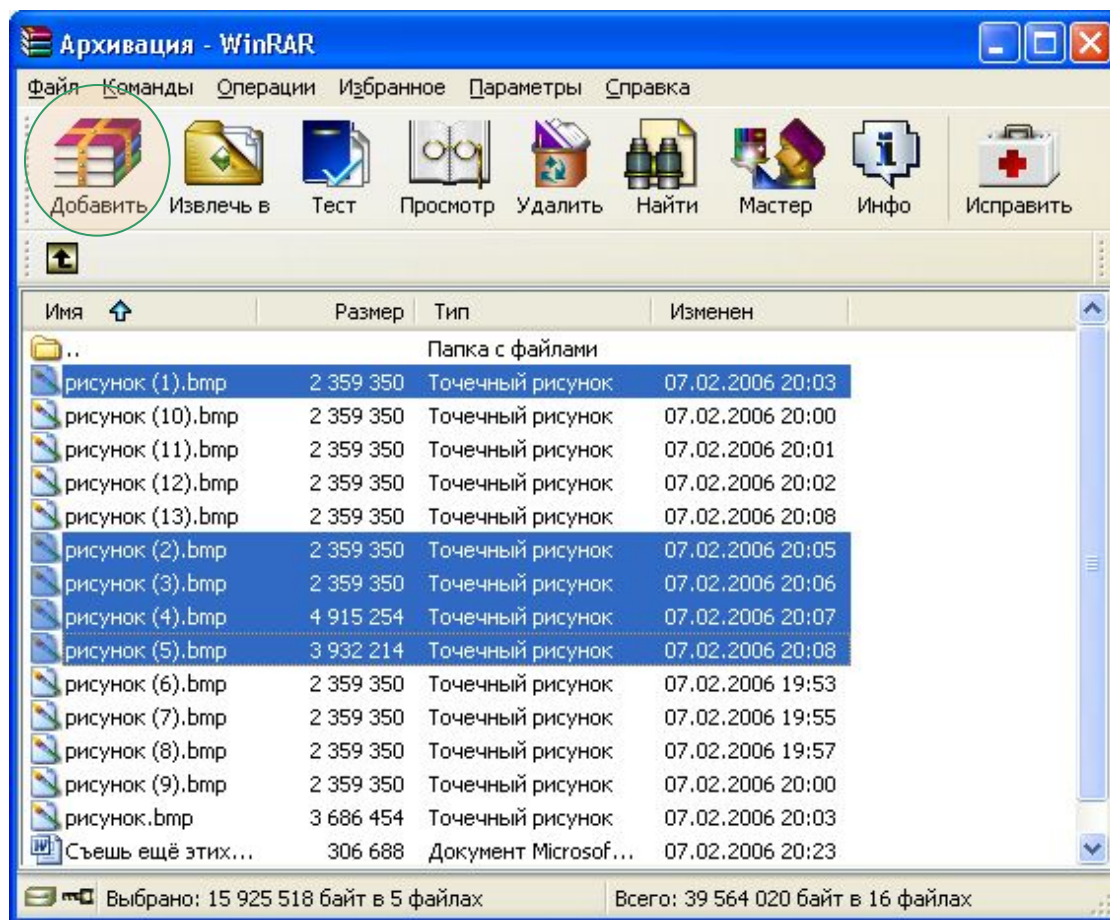 Архивация - WinRAR
Файл Команды Операции Избранное Параметры Справка
Добавить Извлечь в Тест Просмотр Удалить Найти Мастер Инфо Исправить
Имя Размер Тип Изменен
.. Папка с файлами
рисунок (1).bmp 2 359 350 Точечный рисунок 07.02.2006 20:03
рисунок (10).bmp 2 359 350 Точечный рисунок 07.02.2006 20:00
рисунок (11).bmp 2 359 350 Точечный рисунок 07.02.2006 20:01
рисунок (12).bmp 2 359 350 Точечный рисунок 07.02.2006 20:02
рисунок (13).bmp 2 359 350 Точечный рисунок 07.02.2006 20:08
рисунок (2).bmp 2 359 350 Точечный рисунок 07.02.2006 20:05
рисунок (3).bmp 2 359 350 Точечный рисунок 07.02.2006 20:06
рисунок (4).bmp 4 915 254 Точечный рисунок 07.02.2006 20:07
рисунок (5).bmp 3 932 214 Точечный рисунок 07.02.2006 20:08
рисунок (6).bmp 2 359 350 Точечный рисунок 07.02.2006 19:53
рисунок (7).bmp 2 359 350 Точечный рисунок 07.02.2006 19:55
рисунок (8).bmp 2 359 350 Точечный рисунок 07.02.2006 19:57
рисунок (9).bmp 2 359 350 Точечный рисунок 07.02.2006 20:00
рисунок.bmp 3 686 454 Точечный рисунок 07.02.2006 20:03
Съешь ещё этих... 306 688 Документ Microsof... 07.02.2006 20:23
Выбрано: 15 925 518 байт в 5 файлах Всего: 39 564 020 байт в 16 файлах